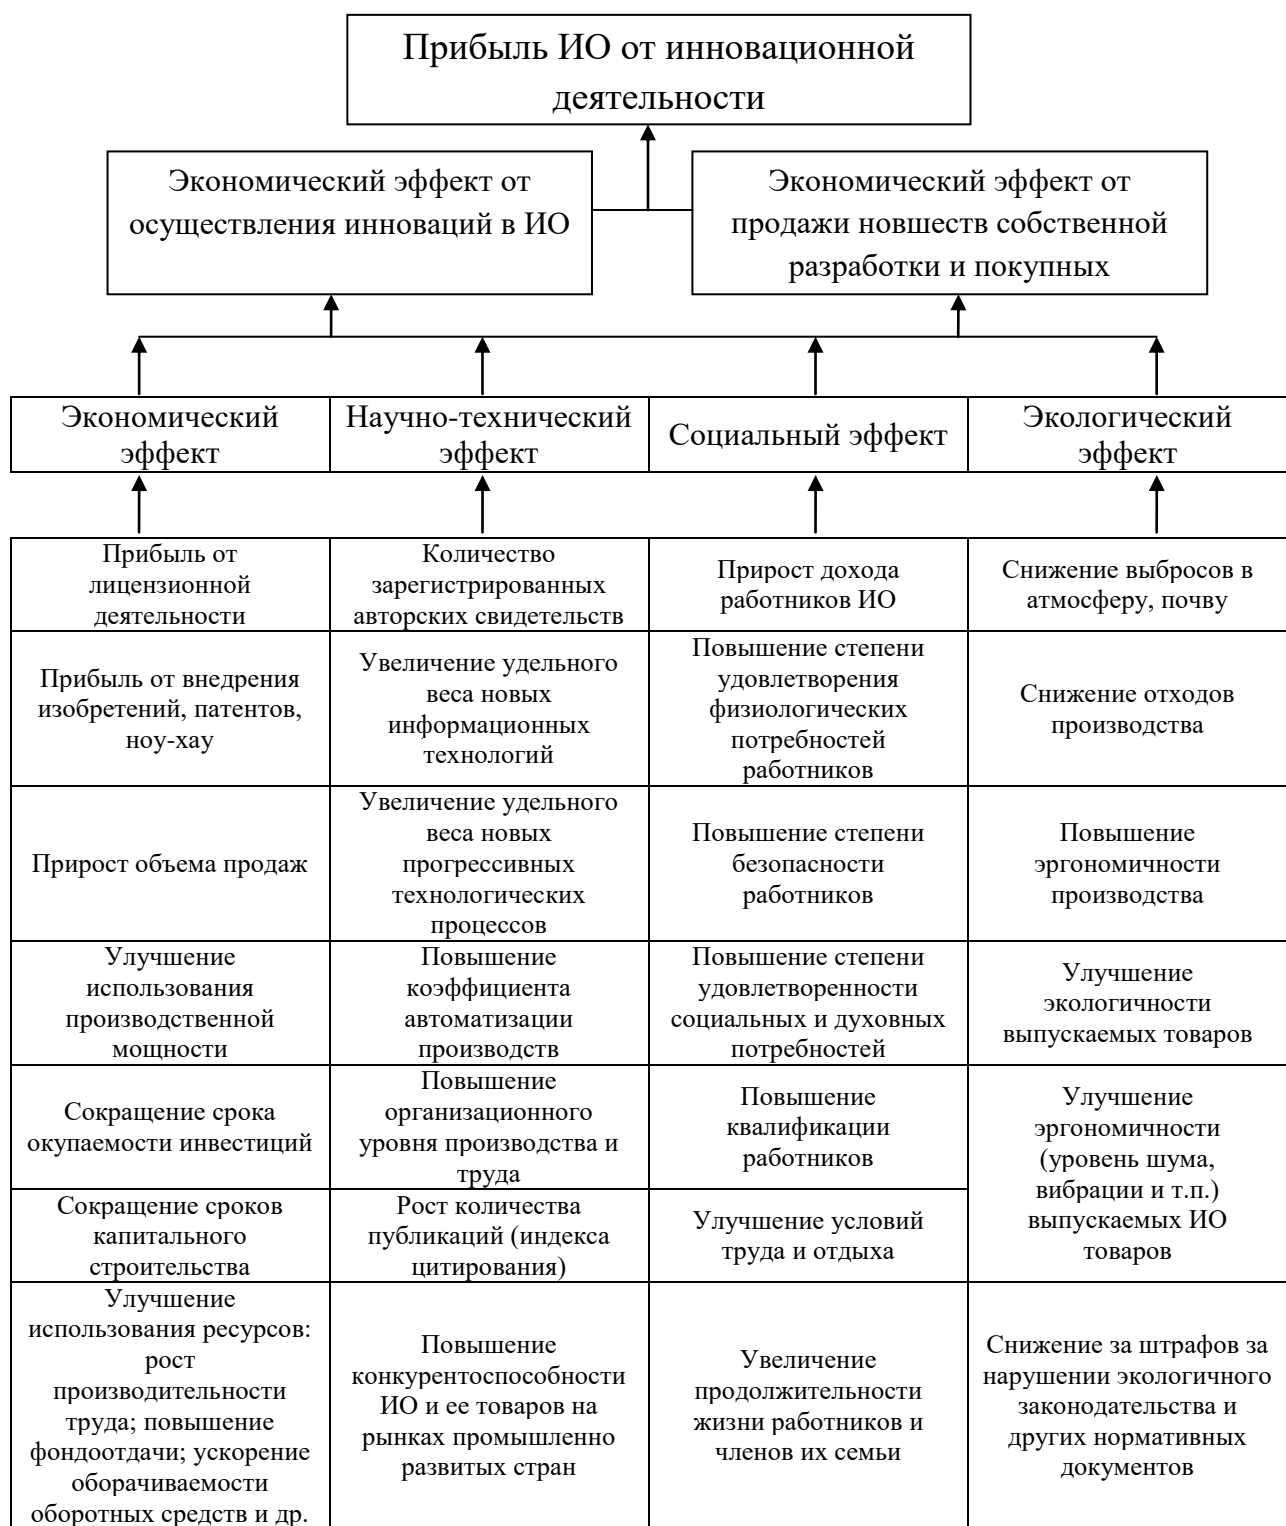 Прибыль ИО от инновационной
деятельности
Экономический эффект от
осуществления инноваций в ИО
Экономический эффект от
продажи новшеств собственной
разработки и покупных
Экономический
эффект
Научно-технический
эффект
Социальный эффект
Экологический
эффект
Прибыль от
лицензионной
деятельности
Количество
зарегистрированных
авторских свидетельств
Прирост дохода
работников ИО
Снижение выбросов в
атмосферу, почву
Прибыль от внедрения
изобретений, патентов,
ноу-хау
Увеличение удельного
веса новых
информационных
технологий
Повышение степени
удовлетворения
физиологических
потребностей
работников
Снижение отходов
производства
Прирост объема продаж
Увеличение удельного
веса новых
прогрессивных
технологических
процессов
Повышение степени
безопасности
работников
Повышение
эргономичности
производства
Улучшение
использования
производственной
мощности
Повышение
коэффициента
автоматизации
производств
Повышение степени
удовлетворенности
социальных и духовных
потребностей
Улучшение
экологичности
выпускаемых товаров
Сокращение срока
окупаемости инвестиций
Повышение
организационного
уровня производства и
труда
Повышение
квалификации
работников
Улучшение
эргономичности
(уровень шума,
вибрации и т.п.)
выпускаемых ИО
товаров
Сокращение сроков
капитального
строительства
Рост количества
публикаций (индекса
цитирования)
Улучшение условий
труда и отдыха
Улучшение
использования ресурсов:
рост
производительности
труда; повышение
фондоотдачи; ускорение
оборачиваемости
оборотных средств и др.
Повышение
конкурентоспособности
ИО и ее товаров на
рынках промышленно
развитых стран
Увеличение
продолжительности
жизни работников и
членов их семьи
Снижение за штрафов за
нарушении экологичного
законодательства и
других нормативных
документов